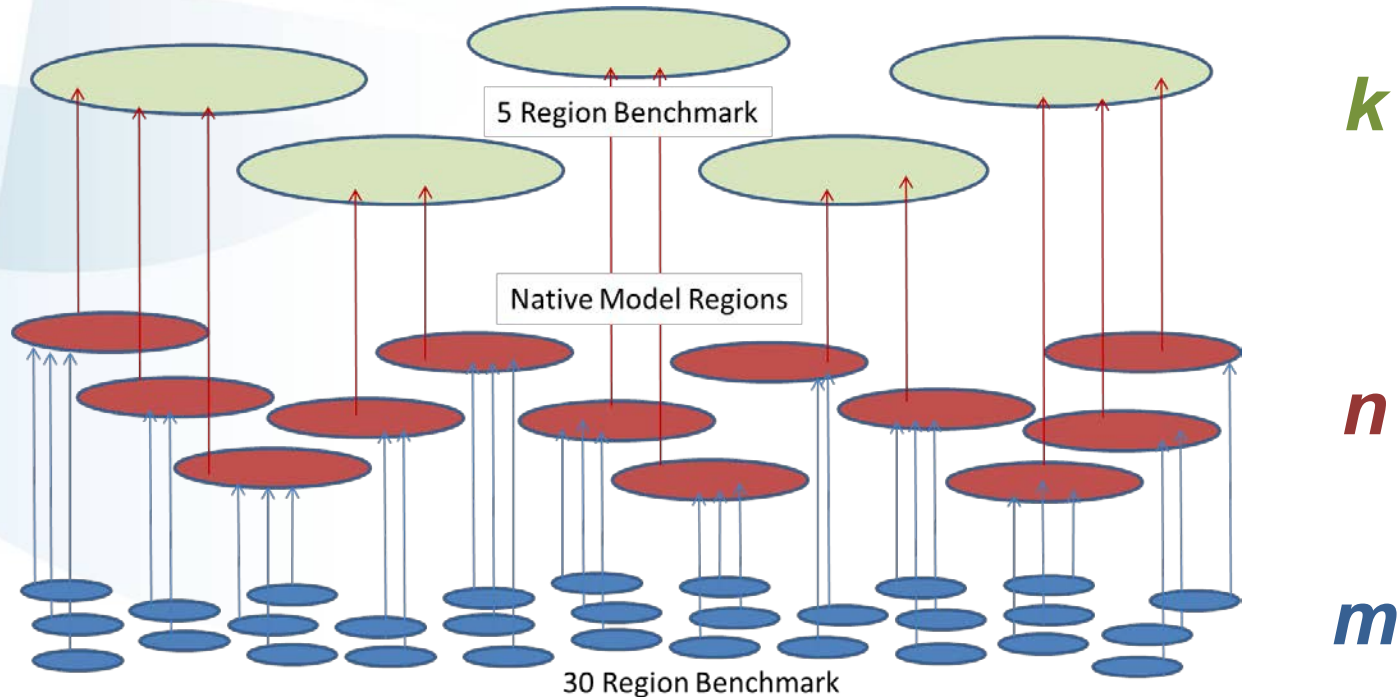 k
5 Region Benchmark
Native Model Regions
n
m
30 Region Benchmark